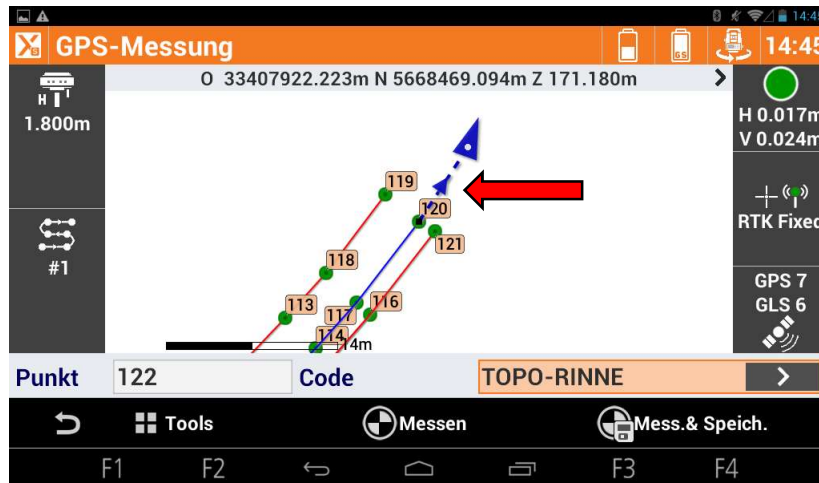 14:45
X6 GPS-Messung GS 14:45
O 33407922.223m N 5668469.094m Z 171.180m
H
1.800m
H 0.017m
V 0.024m
119
120
RTK Fixed
121
#1
118
GPS 7
GLS 6
113
116
117
114
14m
Punkt 122 Code TOPO-RINNE
Tools Messen Mess.& Speich.
F1 F2 F3 F4